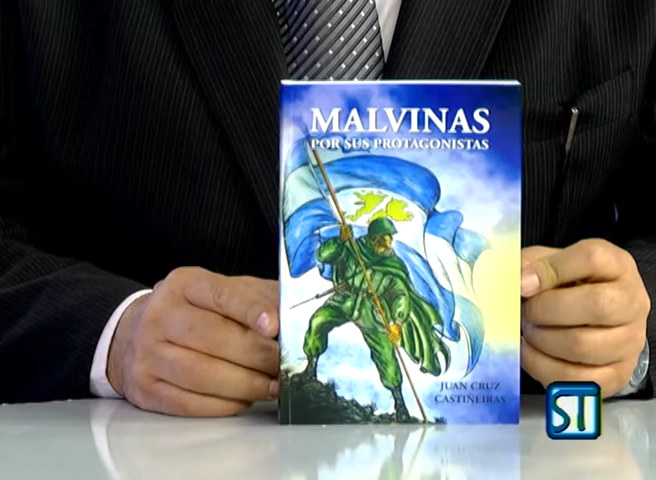 MALVINAS
POR SUS PROTAGONISTAS
JUAN CRUZ
CASTIÑEIRAS
ST